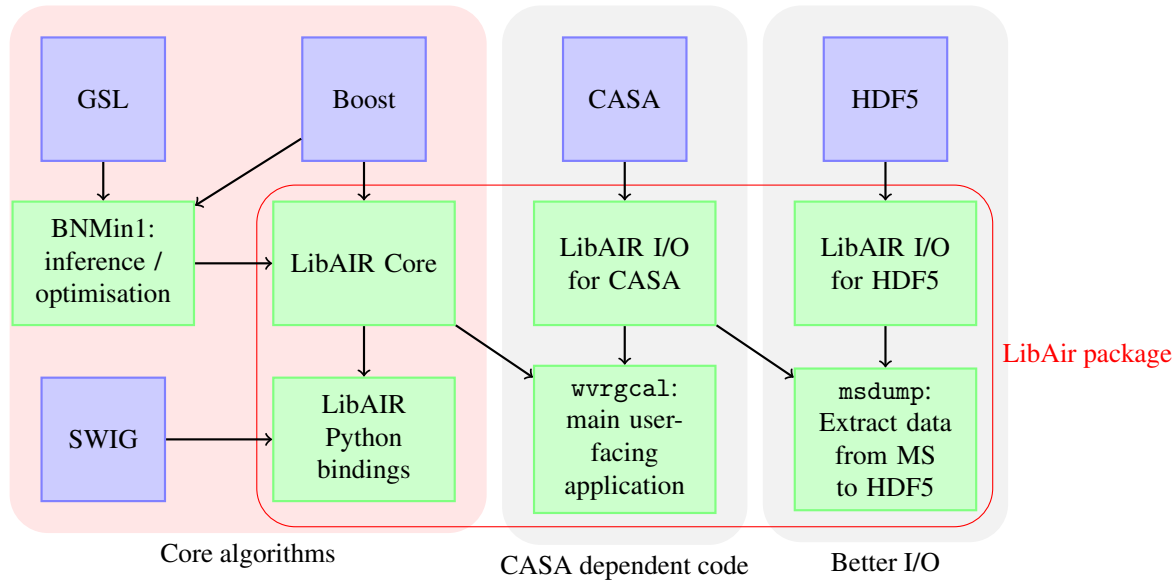 GSL
Boost
CASA
HDF5
BNMin1:
inference /
optimisation
LibAIR Core
LibAIR I/O
for CASA
LibAIR I/O
for HDF5
LibAir package
SWIG
LibAIR
Python
bindings
wvrgcal:
main user-
facing
application
msdump:
Extract data
from MS
to HDF5
Core algorithms
CASA dependent code
Better I/O